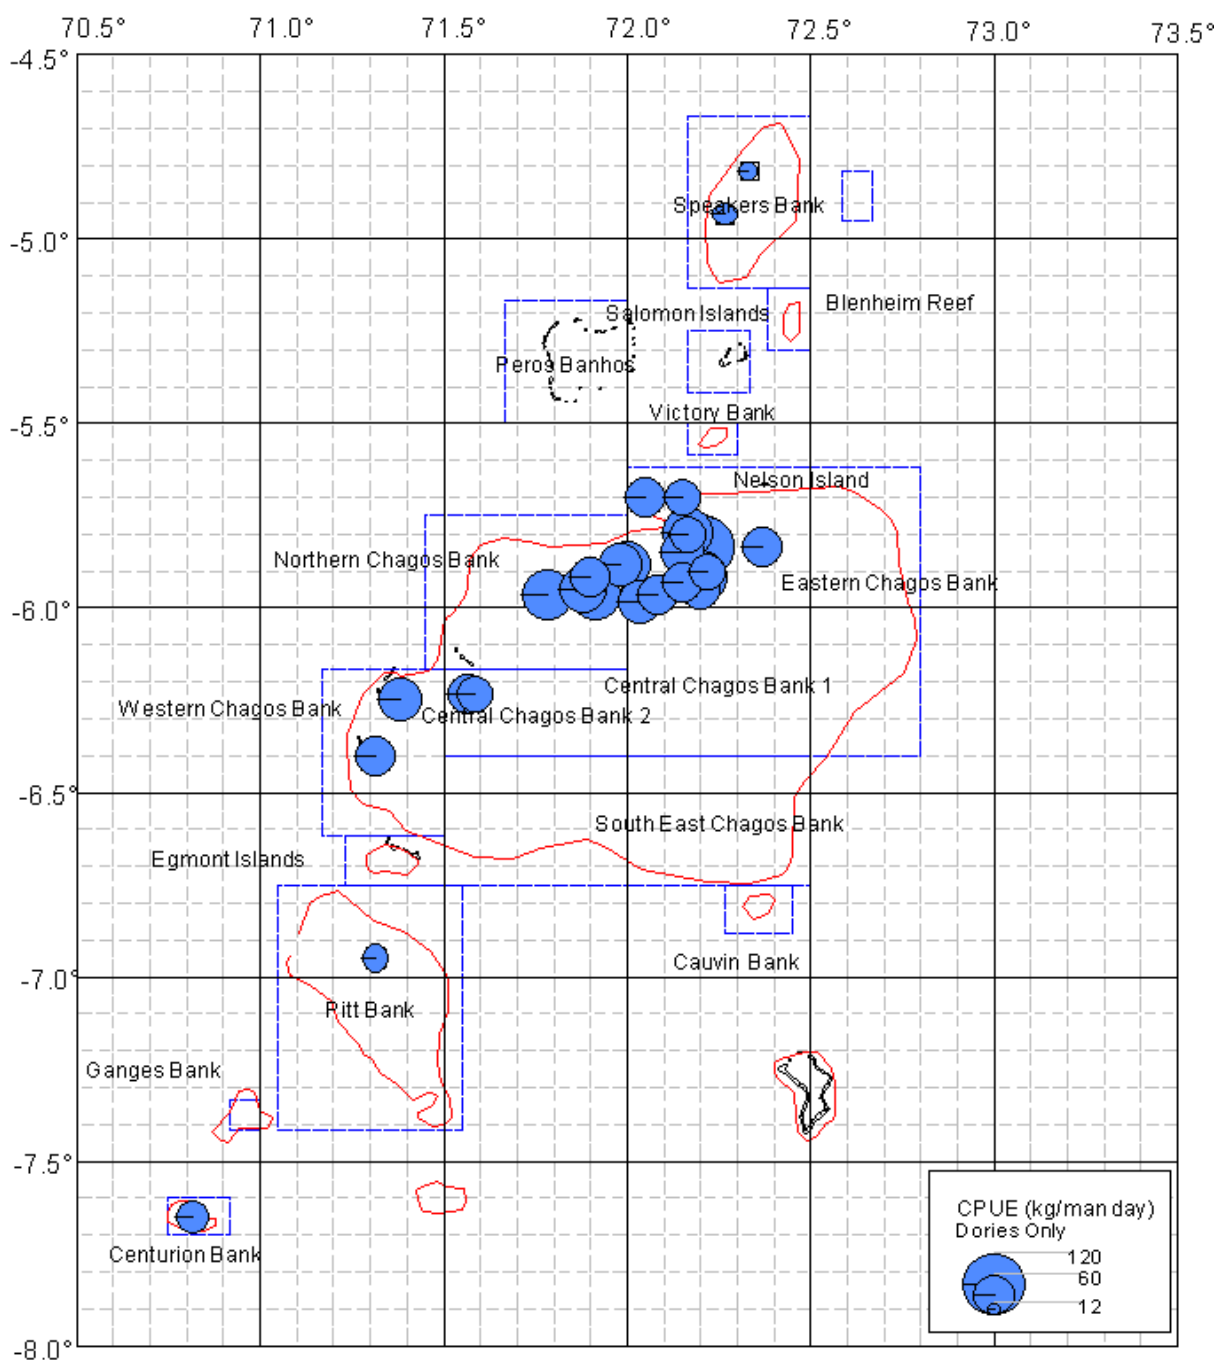 70.5° 71.0° 71.5° 72.0° 72.5° 73.0° 73.5°
-4.5°
Speakers Bank
-5.0°
Blenheim Reef
Salomon Islands
Peros Banhos
Victory Bank
-5.5°
Nelson Island
Northern Chagos Bank
Eastern Chagos Bank
-6.0°
Central Chagos Bank 1
Western Chagos Bank
Central Chagos Bank 2
-6.5°
South East Chagos Bank
Egmont Islands
Cauvin Bank
-7.0°
Pitt Bank
Ganges Bank
-7.5°
CPUE (kg/man day)
Dories Only
120
60
12
Centurion Bank
-8.0°